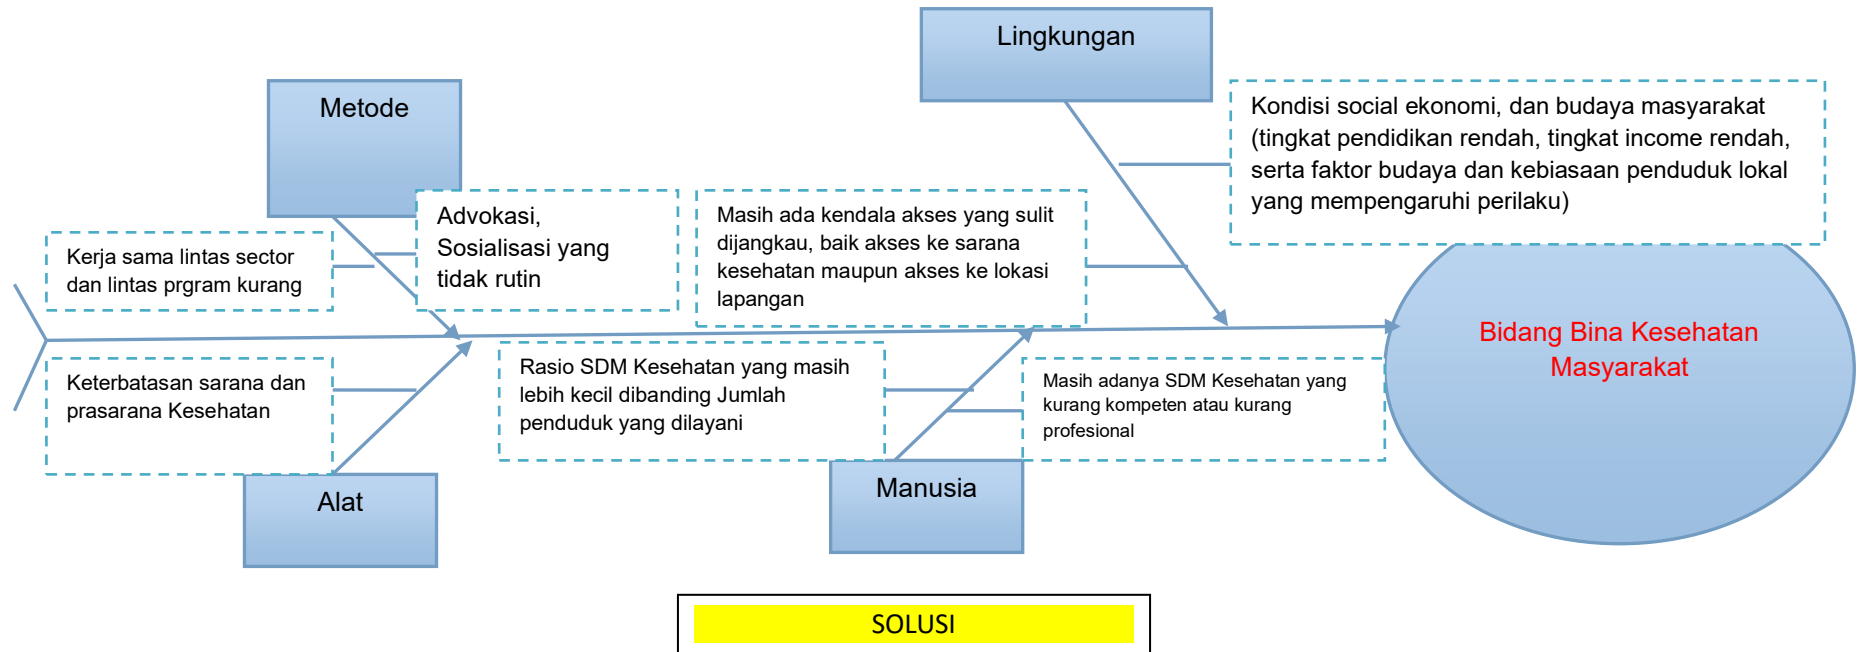 Lingkungan
Metode
Kondisi social ekonomi, dan budaya masyarakat
(tingkat pendidikan rendah, tingkat income rendah,
serta faktor budaya dan kebiasaan penduduk lokal
yang mempengaruhi perilaku)
Kerja sama lintas sector
dan lintas prgram kurang
Advokasi,
Sosialisasi yang
tidak rutin
Masih ada kendala akses yang sulit
dijangkau, baik akses ke sarana
kesehatan maupun akses ke lokasi
lapangan
Bidang Bina Kesehatan
Masyarakat
Keterbatasan sarana dan
prasarana Kesehatan
Rasio SDM Kesehatan yang masih
lebih kecil dibanding Jumlah
penduduk yang dilayani
Masih adanya SDM Kesehatan yang
kurang kompeten atau kurang
profesional
Alat
Manusia
SOLUSI